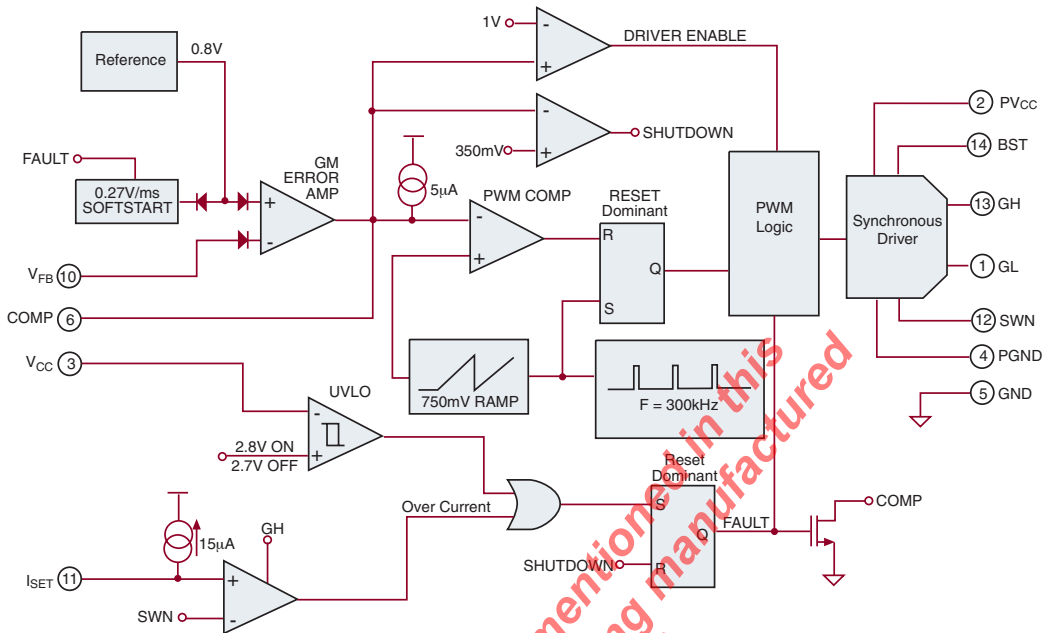 1V
-
+
DRIVER ENABLE
Reference
0.8V
-
+
SHUTDOWN
350mV
FAULT
0.27V/ms
SOFTSTART
GM
ERROR
AMP
+
-
5µA
PWM COMP
-
+
RESET
Dominant
R
Q
S
PWM
Logic
Synchronous
Driver
2 PVCC
14 BST
13 GH
1 GL
12 SWN
4 PGND
5 GND
VFB 10
COMP 6
VCC 3
750mV RAMP
F = 300kHz
UVLO
-
+
2.8V ON
2.7V OFF
Over Current
Reset
Dominant
S
Q
R
FAULT
SHUTDOWN
COMP
15µA
GH
ISET 11
+
-
SWN
mentioned in this
ng manufactured